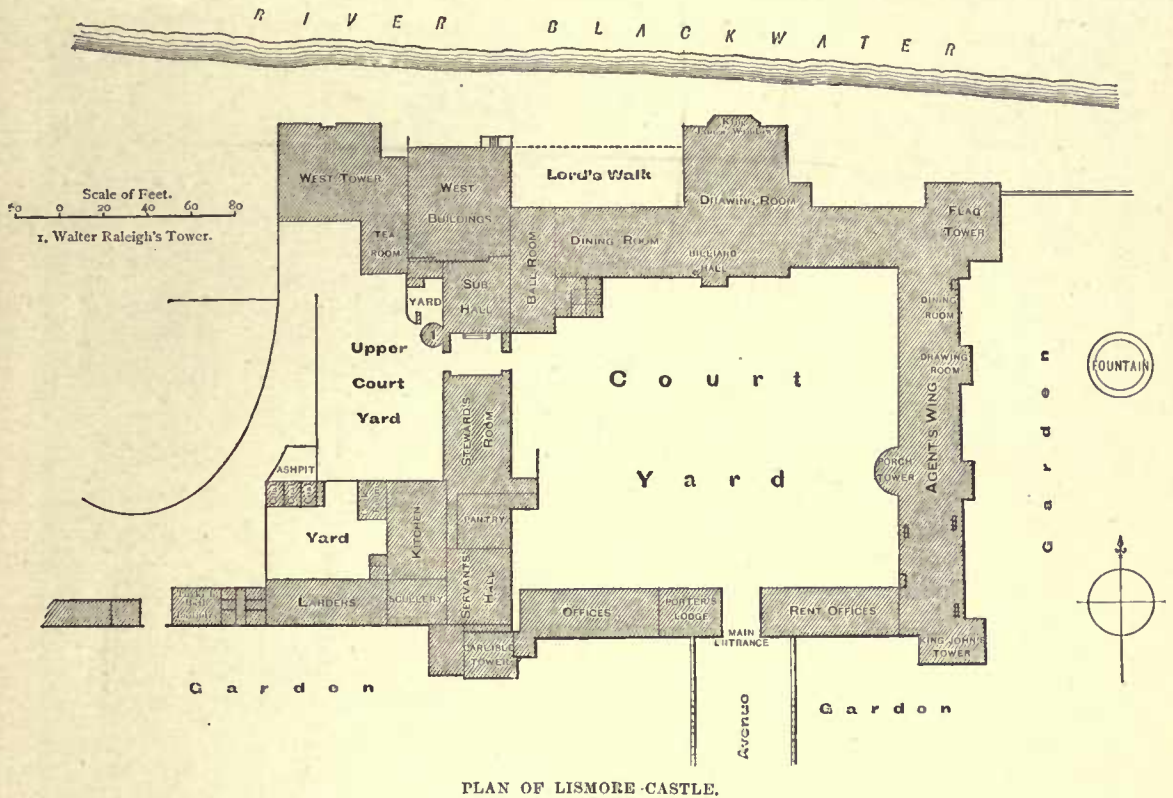 RIVER BLACKWATER
KING
WEST TOWER
WEST
BUILDINGS
Lord's Walk
DRAWING ROOM
FLAG
TOWER
Scale of Feet.
0 20 40 60 80
1, Walter Raleigh's Tower.
TEA
ROOM
BALL ROOM
DINING ROOM
BILLIARD
HALL
SUB
HALL
YARD
1
DINING
ROOM
DRAWING
ROOM
FOUNTAIN
Garden
Upper
Court
Yard
Court
Yard
STEWARD'S
ROOM
AGENT'S WING
PORCH
TOWER
ASHPIT
Yard
KITCHEN
PANTRY
SERVANTS'
HALL
LARDERS
SCULLERY
OFFICES
PORTER'S
LODGE
RENT OFFICES
MAIN
ENTRANCE
KING JOHN'S
TOWER
CARLISLE
TOWER
Garden
Avenue
Garden
PLAN OF LISMORE CASTLE.